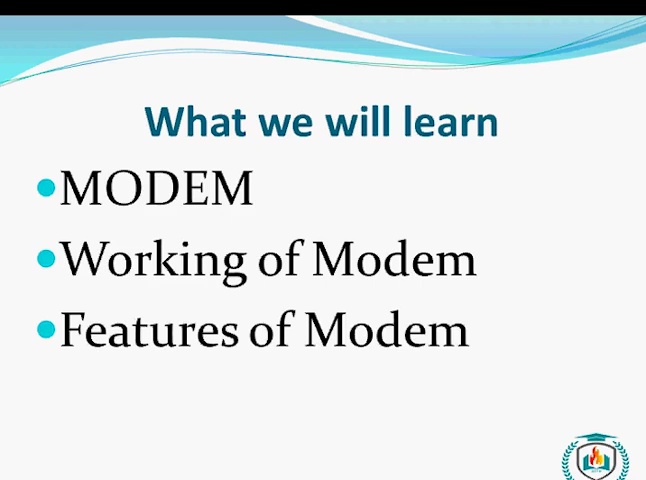 What we will learn
MODEM
Working of Modem
Features of Modem